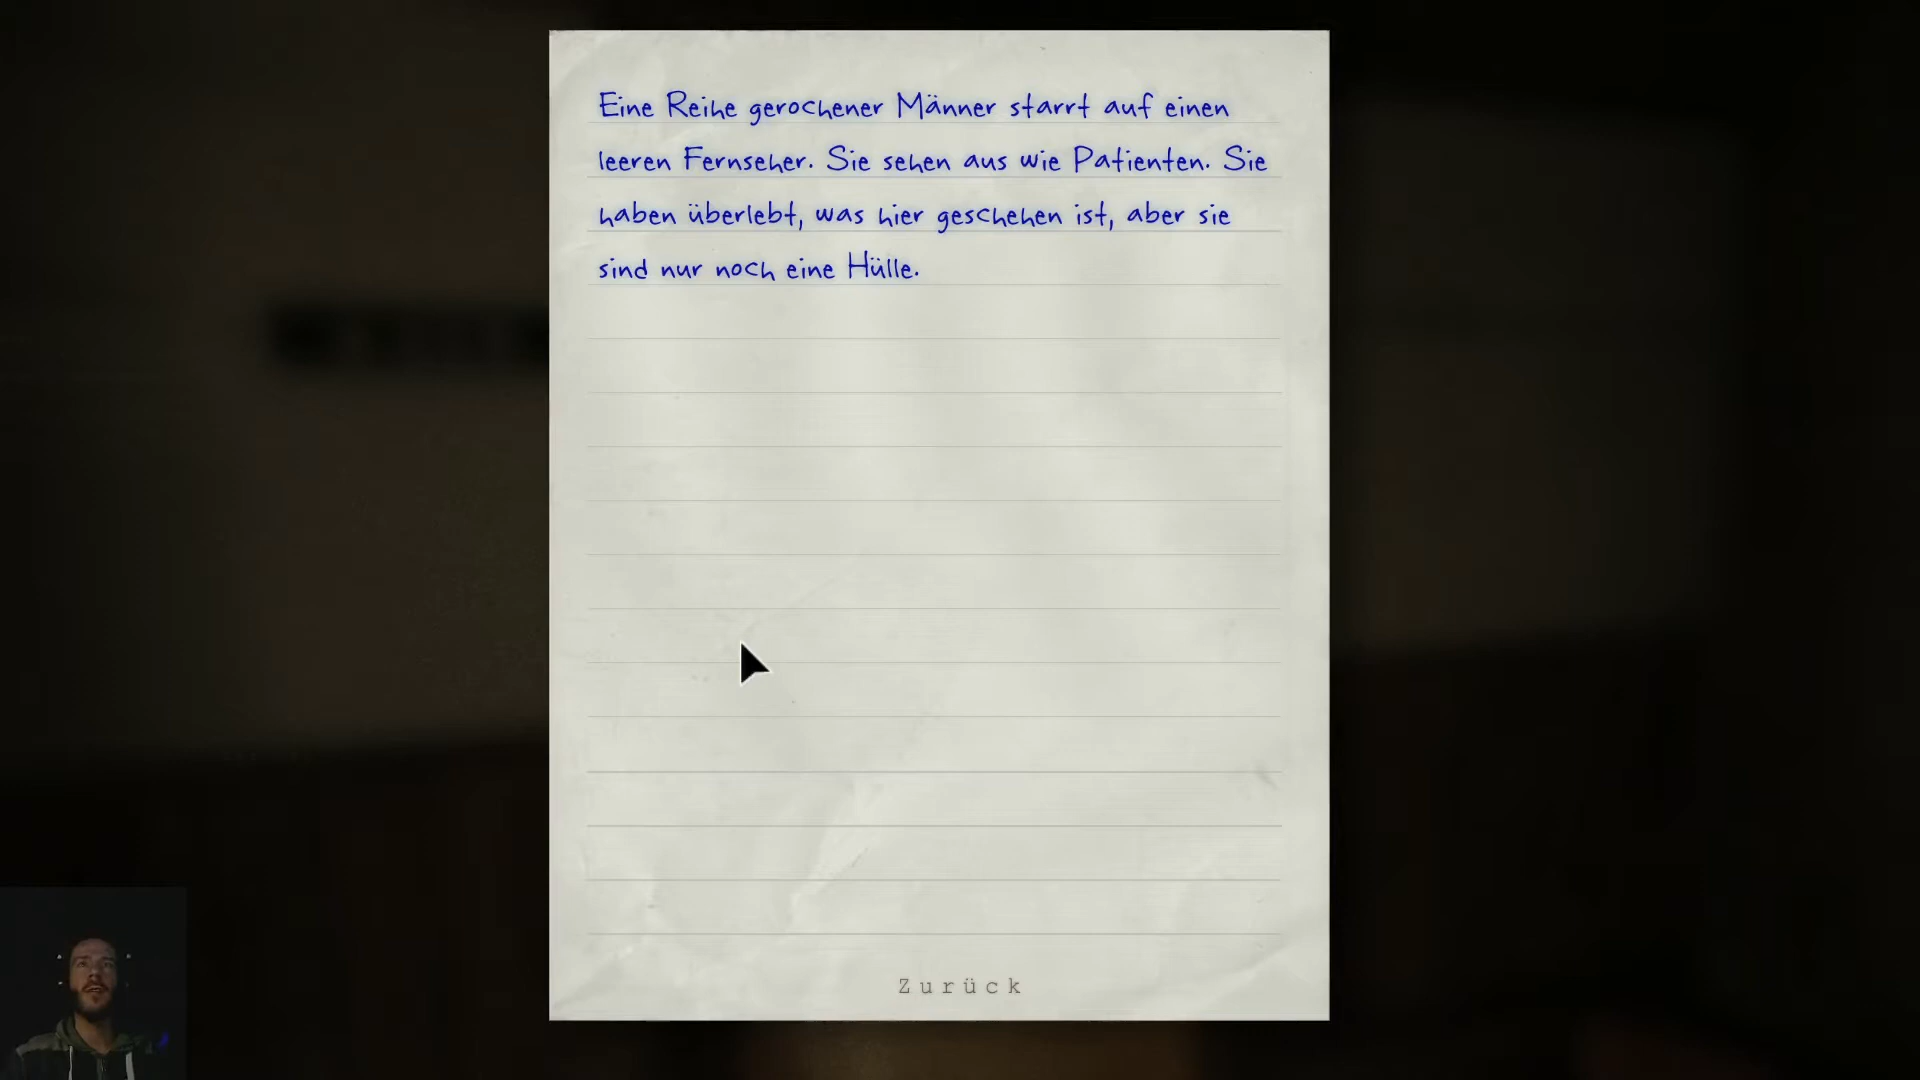 Eine Reihe gerochener Männer starrt auf einen
leeren Fernseher. Sie sehen aus wie Patienten. Sie
haben überlebt, was hier geschehen ist, aber sie
sind nur noch eine Hülle.
Zurück